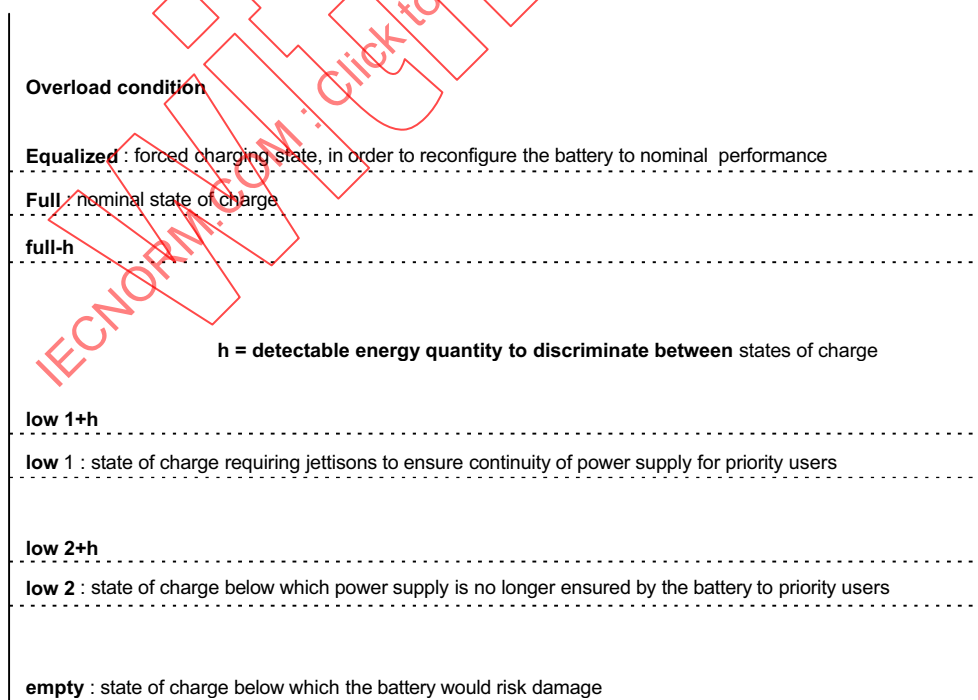 Overload condition
Equalized : forced charging state, in order to reconfigure the battery to nominal performance
Full : nominal state of charge
full-h
h = detectable energy quantity to discriminate between states of charge
low 1+h
low 1 : state of charge requiring jettisons to ensure continuity of power supply for priority users
low 2+h
low 2 : state of charge below which power supply is no longer ensured by the battery to priority users
empty : state of charge below which the battery would risk damage
IECNORM.COM : Click to